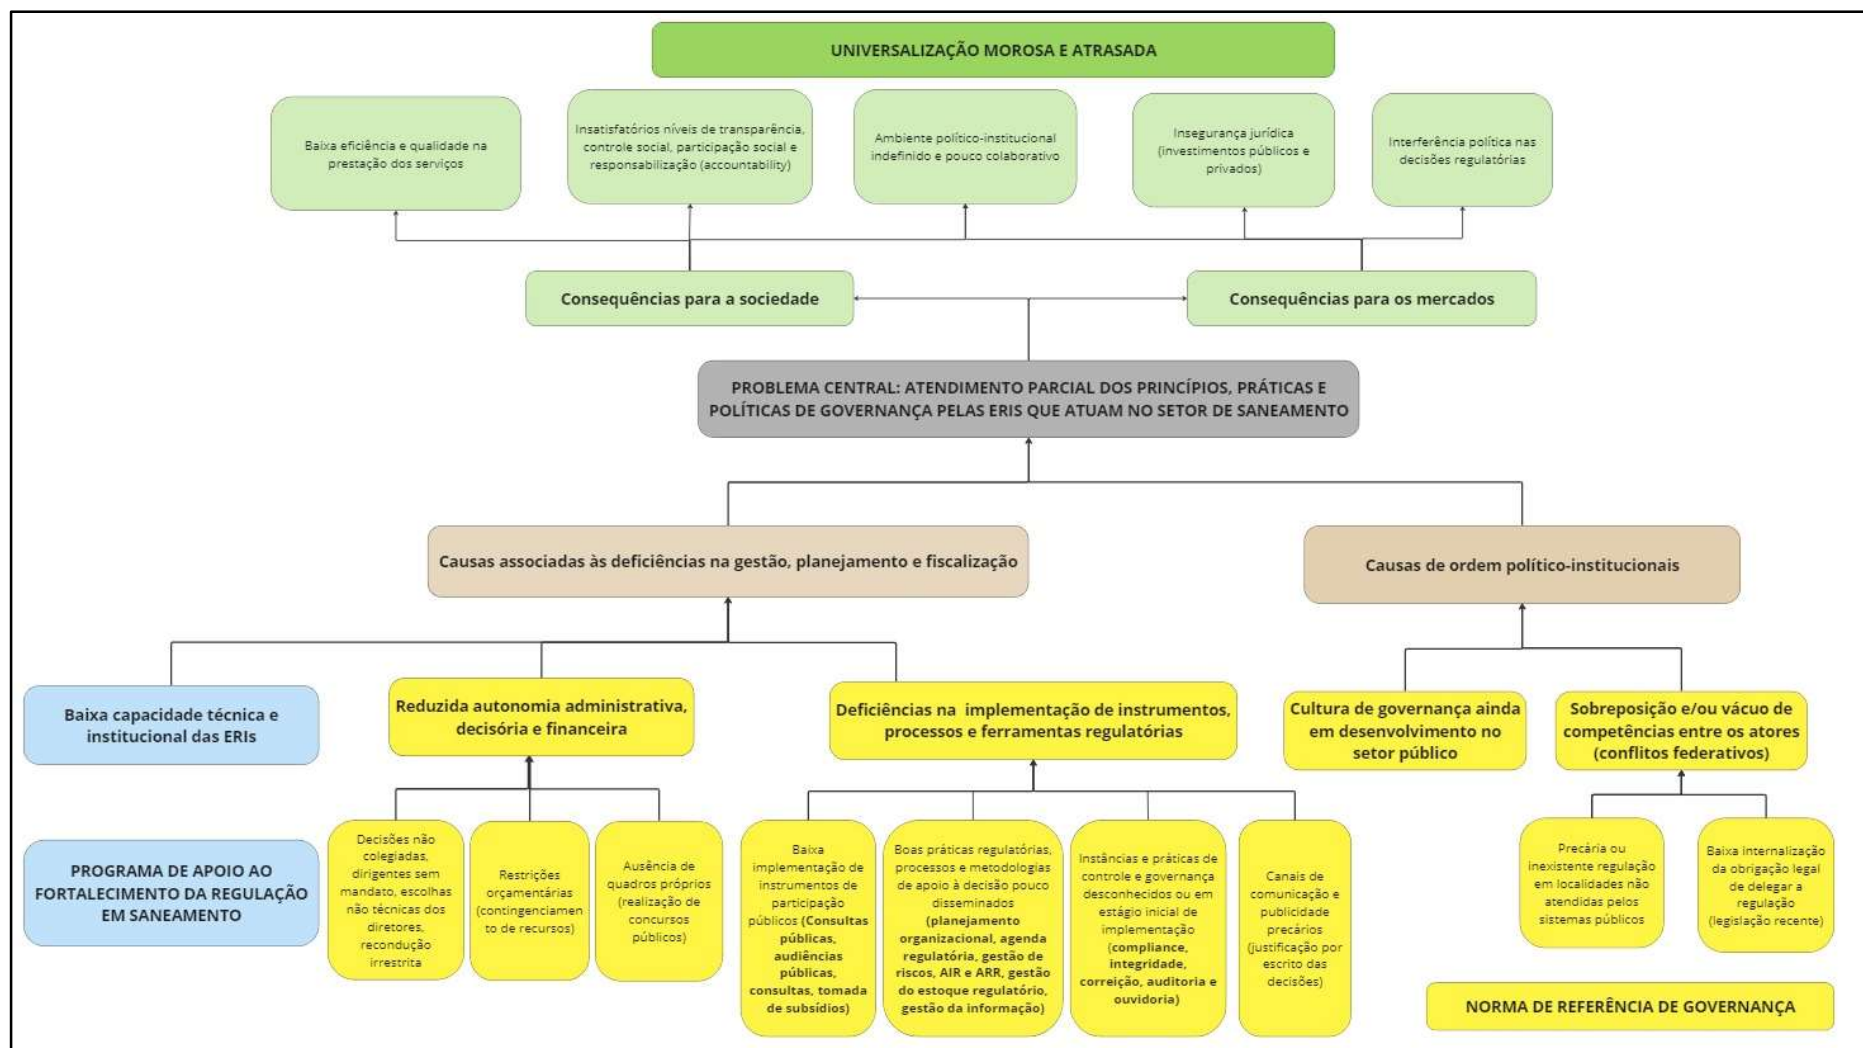 UNIVERSALIZAÇÃO MOROSA E ATRASADA
Baixa eficiência e qualidade na
prestação dos serviços
Insatisfatórios níveis de transparência,
controle social, participação social e
responsabilização (accountability)
Ambiente político-institucional
indefinido e pouco colaborativo
Insegurança jurídica
(investimentos públicos e
privados)
Interferência política nas
decisões regulatórias
Consequências para a sociedade
Consequências para os mercados
PROBLEMA CENTRAL: ATENDIMENTO PARCIAL DOS PRINCÍPIOS, PRÁTICAS E
POLÍTICAS DE GOVERNANÇA PELAS ERIS QUE ATUAM NO SETOR DE SANEAMENTO
Causas associadas às deficiências na gestão, planejamento e fiscalização
Causas de ordem político-institucionais
Baixa capacidade técnica e
institucional das ERIs
Reduzida autonomia administrativa,
decisória e financeira
Deficiências na implementação de instrumentos,
processos e ferramentas regulatórias
Cultura de governança ainda
em desenvolvimento no
setor público
Sobreposição e/ou vácuo de
competências entre os atores
(conflitos federativos)
PROGRAMA DE APOIO AO
FORTALECIMENTO DA REGULAÇÃO
EM SANEAMENTO
Decisões não
colegiadas,
dirigentes sem
mandato, escolhas
não técnicas dos
diretores,
recondução
irrestrita
Restrições
orçamentárias
(contingenciamen
to de recursos)
Ausência de
quadros próprios
(realização de
concursos
públicos)
Baixa
implementação de
instrumentos de
participação
públicos (Consultas
públicas,
audiências
públicas,
consultas, tomada
de subsídios)
Boas práticas regulatórias,
processos e metodologias
de apoio à decisão pouco
disseminados
(planejamento
organizacional, agenda
regulatória, gestão de
riscos, AIR e ARR, gestão
do estoque regulatório,
gestão da informação)
Instâncias e práticas de
controle e governança
desconhecidos ou em
estágio inicial de
implementação
(compliance,
integridade,
correição, auditoria e
ouvidoria)
Canais de
comunicação e
publicidade
precários
(justificação por
escrito das
decisões)
Precária ou
inexistente regulação
em localidades não
atendidas pelos
sistemas públicos
Baixa internalização
da obrigação legal
de delegar a
regulação
(legislação recente)
NORMA DE REFERÊNCIA DE GOVERNANÇA